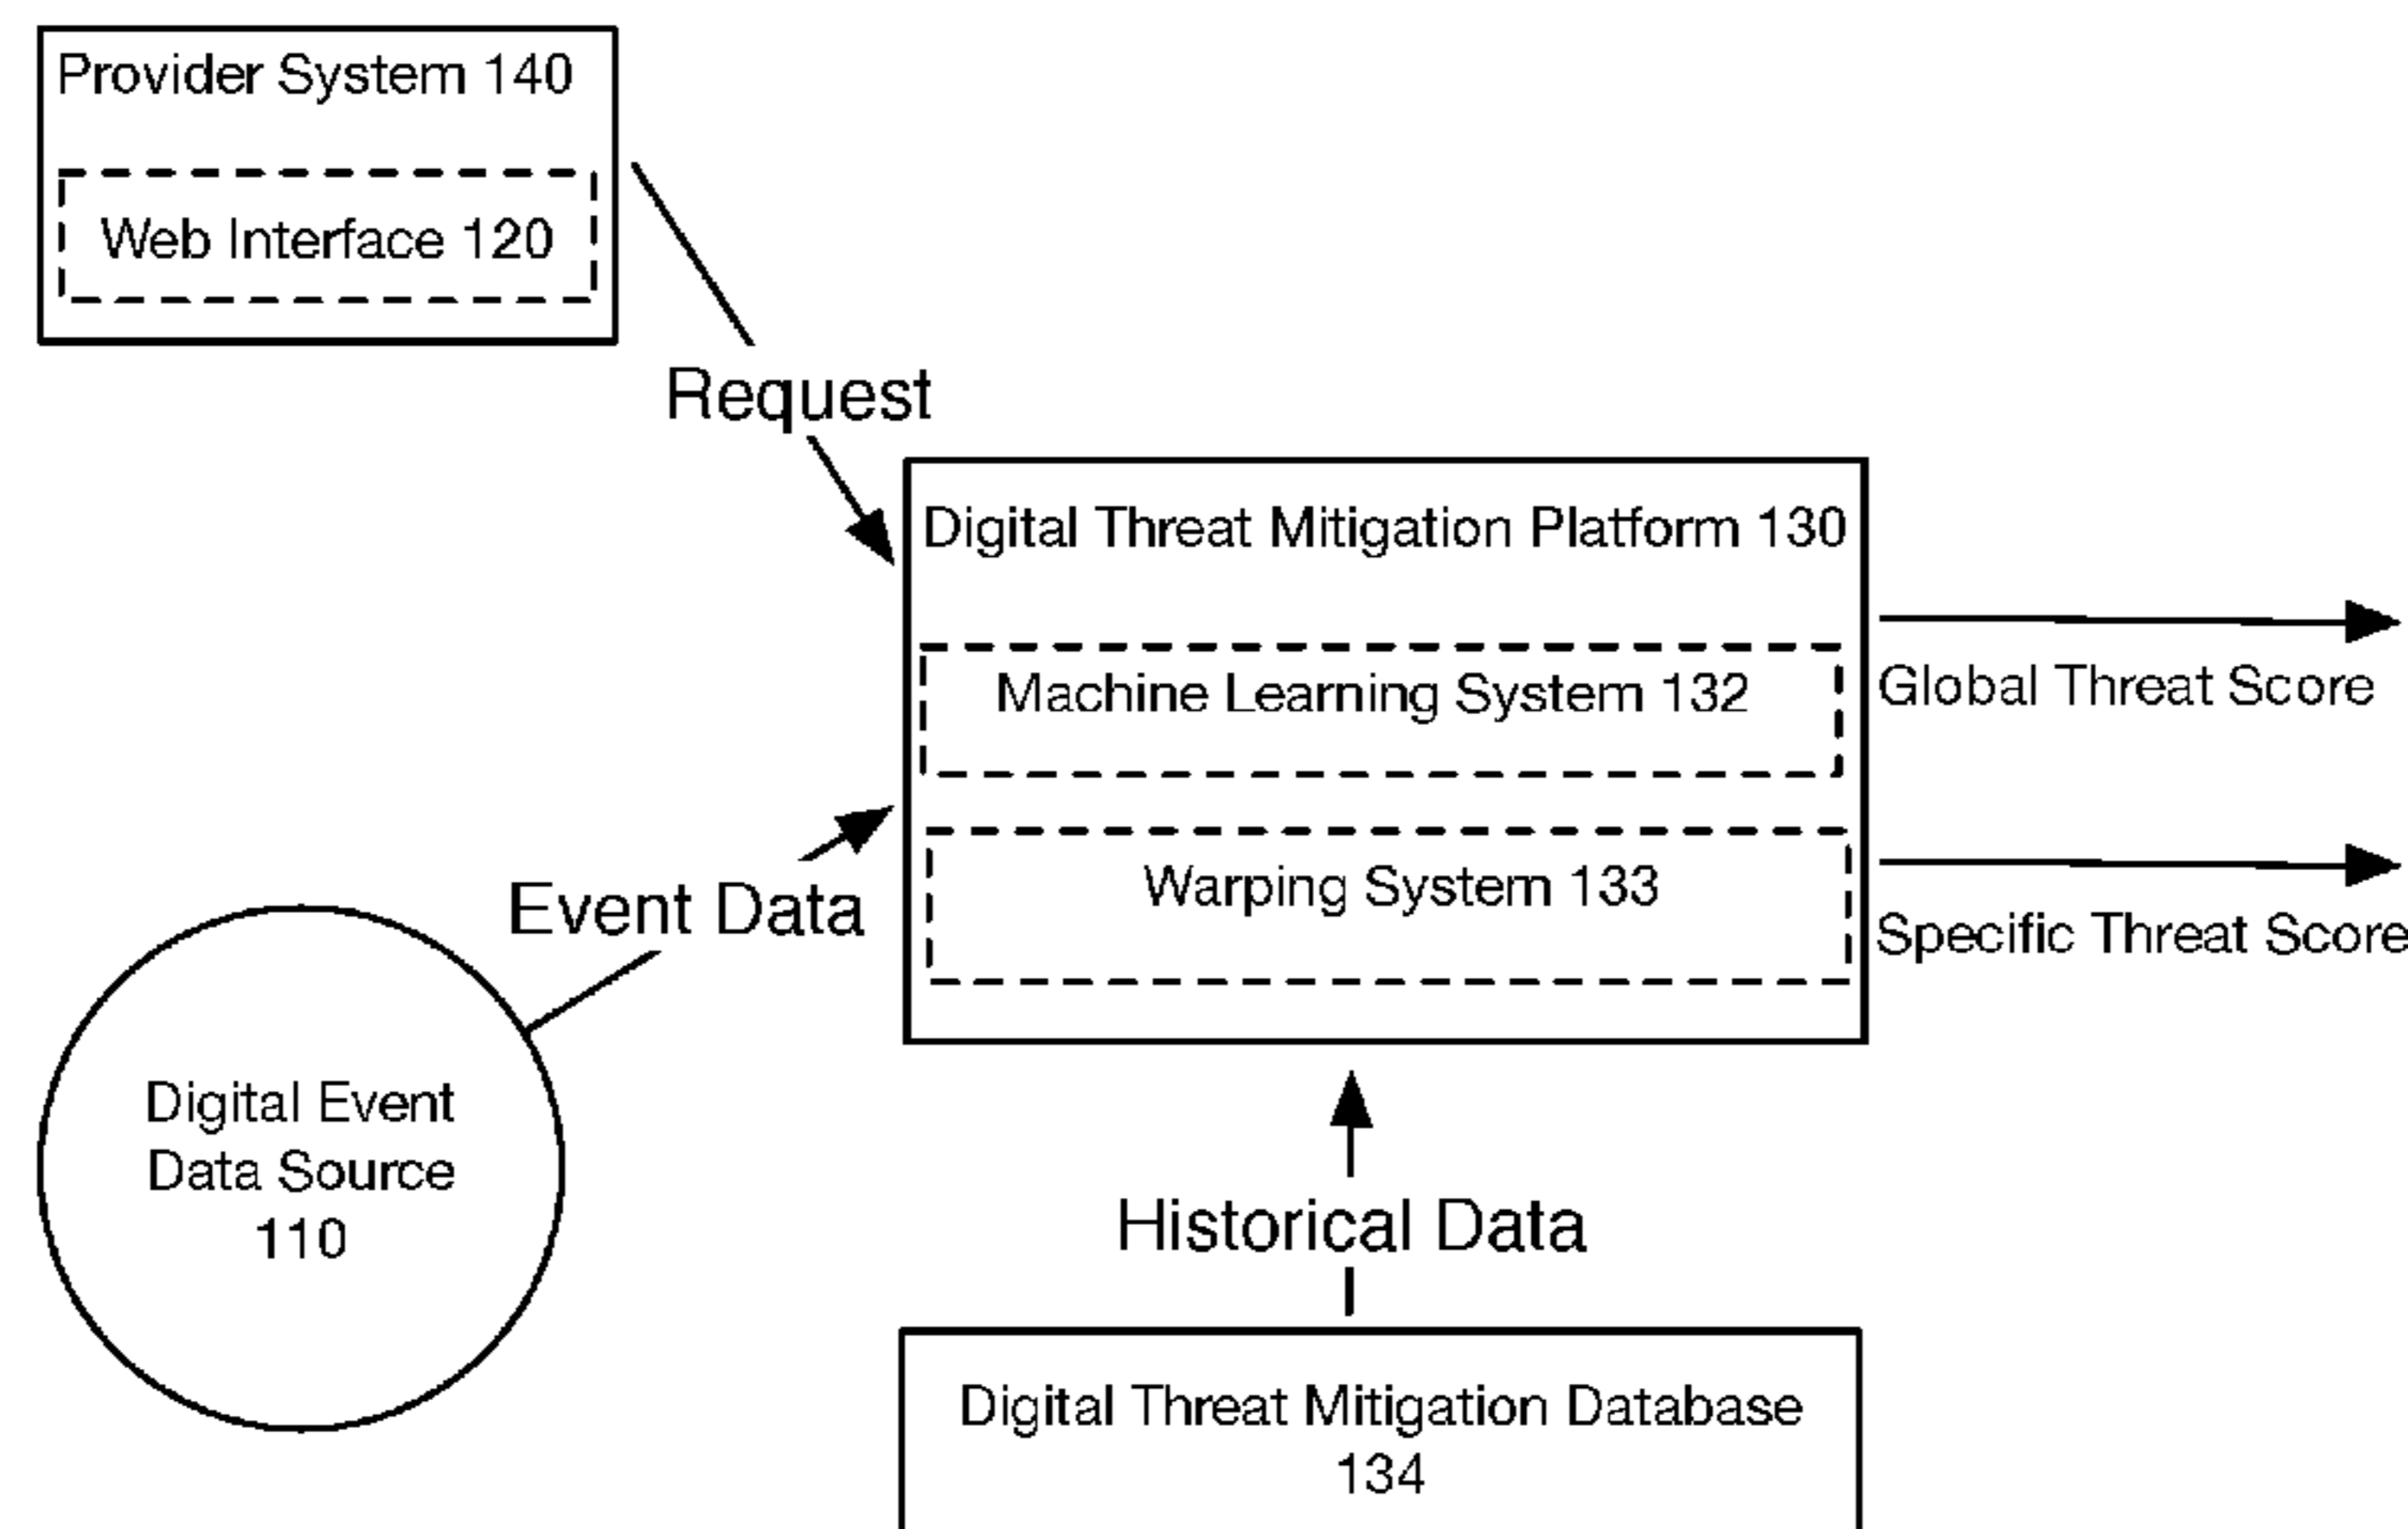 Provider System 140
Web Interface 120
Request
Digital Threat Mitigation Platform 130
Machine Learning System 132
Global Threat Score
Warping System 133
Specific Threat Score
Event Data
Digital Event
Data Source
110
Historical Data
Digital Threat Mitigation Database
134